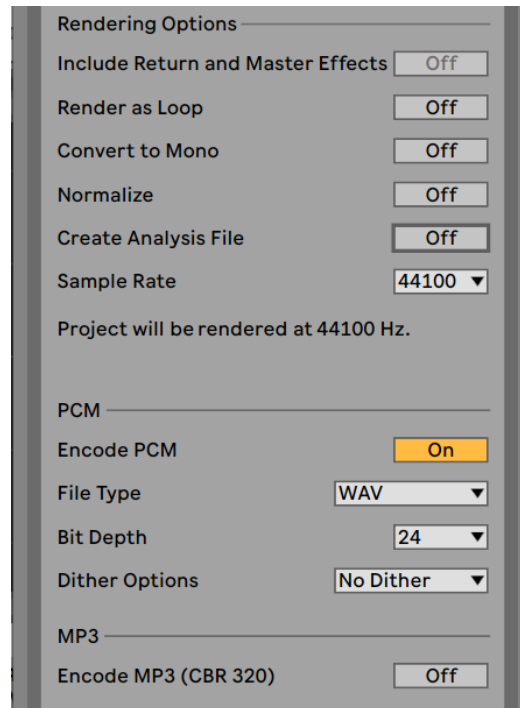 Rendering Options
Include Return and Master Effects Off
Render as Loop Off
Convert to Mono Off
Normalize Off
Create Analysis File Off
Sample Rate 44100
Project will be rendered at 44100 Hz.
PCM
Encode PCM On
File Type WAV
Bit Depth 24
Dither Options No Dither
MP3
Encode MP3 (CBR 320) Off